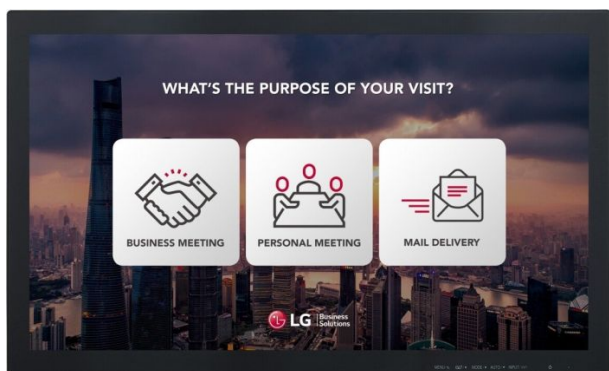 WHAT'S THE PURPOSE OF YOUR VISIT?
BUSINESS MEETING
PERSONAL MEETING
MAIL DELIVERY
LG Business
Solutions